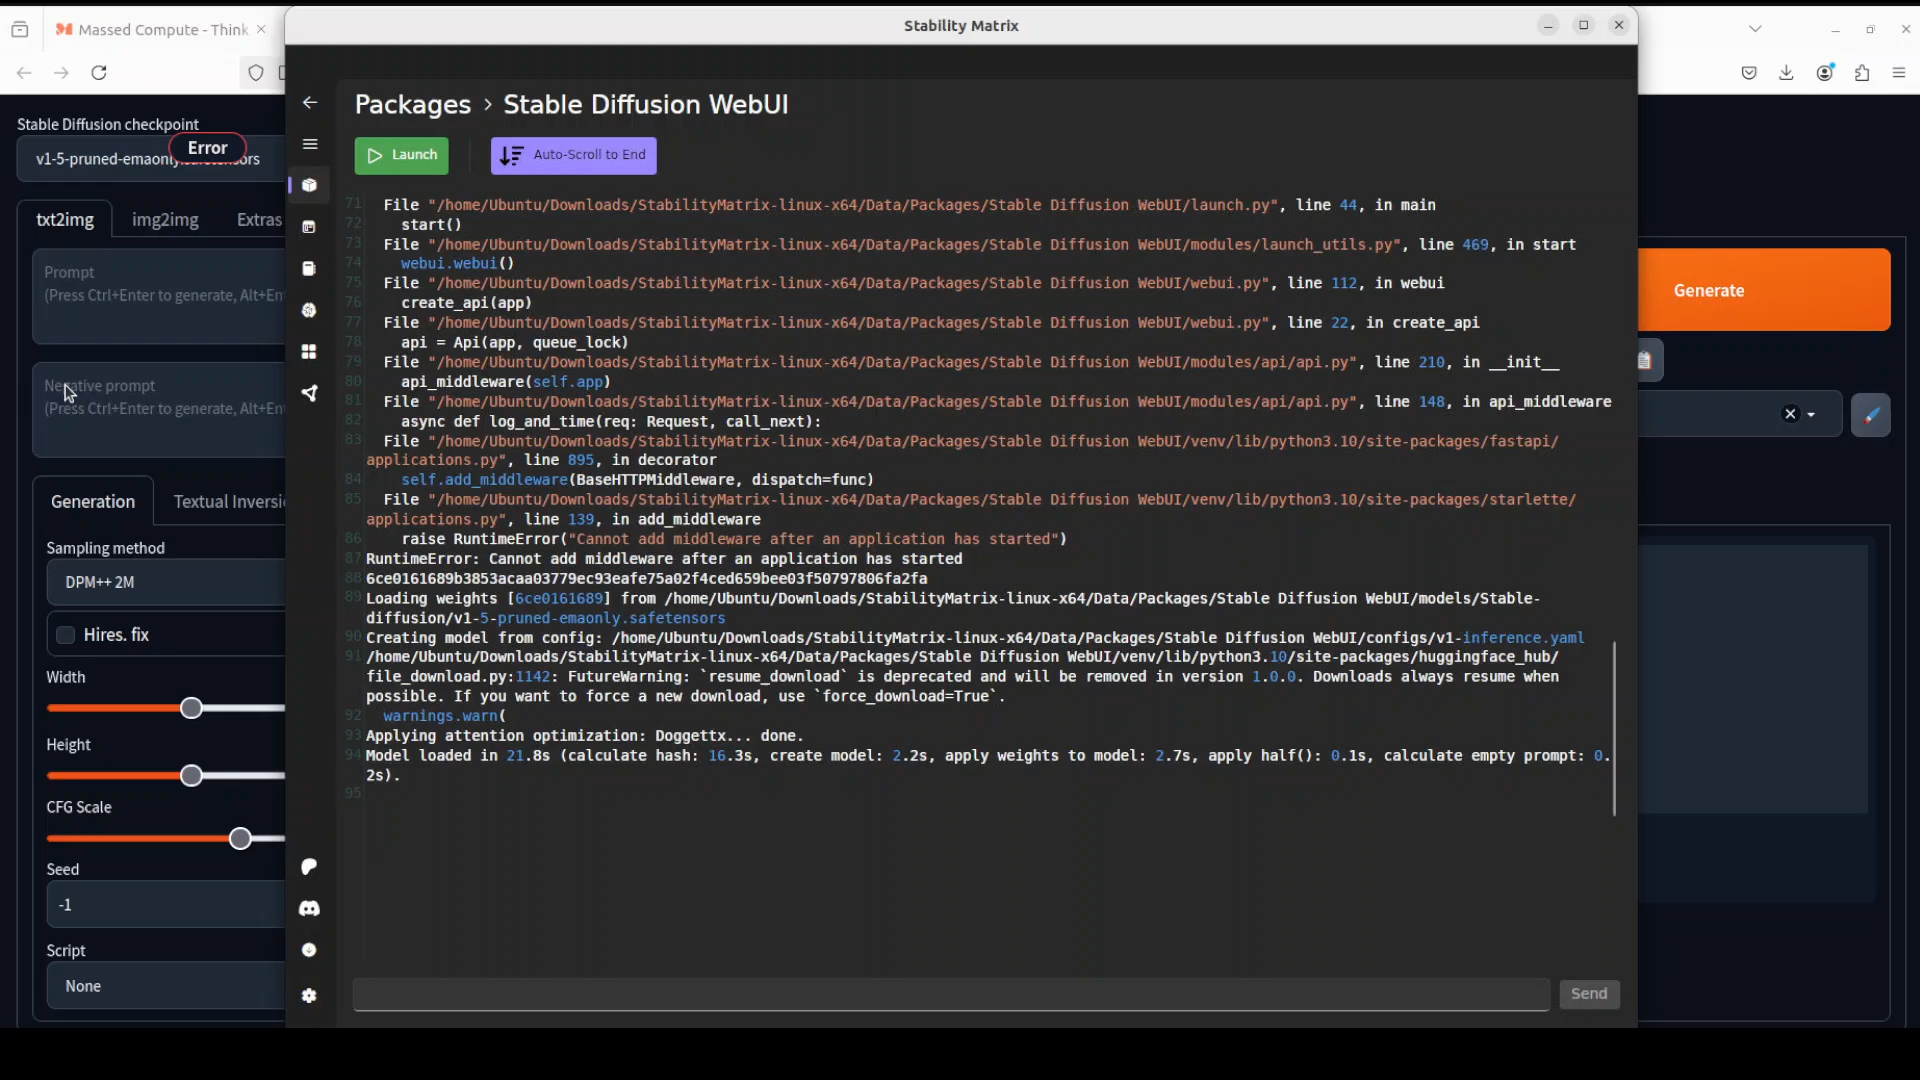 Stability Matrix
Massed Compute - Think
Packages › Stable Diffusion WebUI
Launch
Auto-Scroll to End
Stable Diffusion checkpoint
v1-5-pruned-emaonly.safetensors
Error
txt2img
img2img
Extras
Prompt
(Press Ctrl+Enter to generate, Alt+En
Negative prompt
(Press Ctrl+Enter to generate, Alt+En
Generation
Textual Inversi
Sampling method
DPM++ 2M
Hires. fix
Width
Height
CFG Scale
Seed
-1
Script
None
71 File "/home/Ubuntu/Downloads/StabilityMatrix-linux-x64/Data/Packages/Stable Diffusion WebUI/launch.py", line 44, in main
72 start()
73 File "/home/Ubuntu/Downloads/StabilityMatrix-linux-x64/Data/Packages/Stable Diffusion WebUI/modules/launch_utils.py", line 469, in start
74 webui.webui()
75 File "/home/Ubuntu/Downloads/StabilityMatrix-linux-x64/Data/Packages/Stable Diffusion WebUI/webui.py", line 112, in webui
76 create_api(app)
77 File "/home/Ubuntu/Downloads/StabilityMatrix-linux-x64/Data/Packages/Stable Diffusion WebUI/webui.py", line 22, in create_api
78 api = Api(app, queue_lock)
79 File "/home/Ubuntu/Downloads/StabilityMatrix-linux-x64/Data/Packages/Stable Diffusion WebUI/modules/api/api.py", line 210, in __init__
80 api_middleware(self.app)
81 File "/home/Ubuntu/Downloads/StabilityMatrix-linux-x64/Data/Packages/Stable Diffusion WebUI/modules/api/api.py", line 148, in api_middleware
82 async def log_and_time(req: Request, call_next):
83 File "/home/Ubuntu/Downloads/StabilityMatrix-linux-x64/Data/Packages/Stable Diffusion WebUI/venv/lib/python3.10/site-packages/fastapi/
applications.py", line 895, in decorator
84 self.add_middleware(BaseHTTPMiddleware, dispatch=func)
85 File "/home/Ubuntu/Downloads/StabilityMatrix-linux-x64/Data/Packages/Stable Diffusion WebUI/venv/lib/python3.10/site-packages/starlette/
applications.py", line 139, in add_middleware
86 raise RuntimeError("Cannot add middleware after an application has started")
87 RuntimeError: Cannot add middleware after an application has started
88 6ce0161689b3853acaa03779ec93eafe75a02f4ced659bee03f50797806fa2fa
89 Loading weights [6ce0161689] from /home/Ubuntu/Downloads/StabilityMatrix-linux-x64/Data/Packages/Stable Diffusion WebUI/models/Stable-
diffusion/v1-5-pruned-emaonly.safetensors
90 Creating model from config: /home/Ubuntu/Downloads/StabilityMatrix-linux-x64/Data/Packages/Stable Diffusion WebUI/configs/v1-inference.yaml
91 /home/Ubuntu/Downloads/StabilityMatrix-linux-x64/Data/Packages/Stable Diffusion WebUI/venv/lib/python3.10/site-packages/huggingface_hub/
file_download.py:1142: FutureWarning: `resume_download` is deprecated and will be removed in version 1.0.0. Downloads always resume when
possible. If you want to force a new download, use `force_download=True`.
92 warnings.warn(
93 Applying attention optimization: Doggettx... done.
94 Model loaded in 21.8s (calculate hash: 16.3s, create model: 2.2s, apply weights to model: 2.7s, apply half(): 0.1s, calculate empty prompt: 0.
2s).
95
Send
Generate